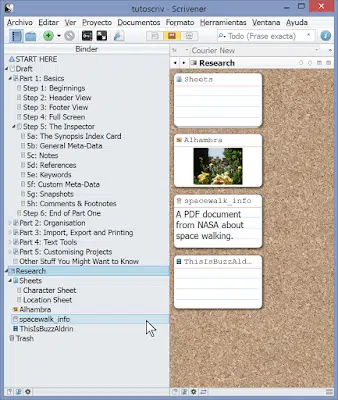 tutoscriv - Scrivener
Archivo Editar Ver Proyecto Documentos Formato Herramientas Ventana Ayuda
Todo (Frase exacta)
Binder
Courier New
START HERE
Draft
Part 1: Basics
Step 1: Beginnings
Step 2: Header View
Step 3: Footer View
Step 4: Full Screen
Step 5: The Inspector
5a: The Synopsis Index Card
5b: General Meta-Data
5c: Notes
5d: References
5e: Keywords
5f: Custom Meta-Data
5g: Snapshots
5h: Comments & Footnotes
Step 6: End of Part One
Part 2: Organisation
Part 3: Import, Exporting and Printing
Part 4: Text Tools
Part 5: Customising Projects
Other Stuff You Might Want to Know
Research
Sheets
Character Sheet
Location Sheet
Alhambra
spacewalk_info
ThisIsBuzzAldrin
Trash
Research
Sheets
Alhambra
spacewalk_info
A PDF document
from NASA about
space walking.
ThisIsBuzzAld...